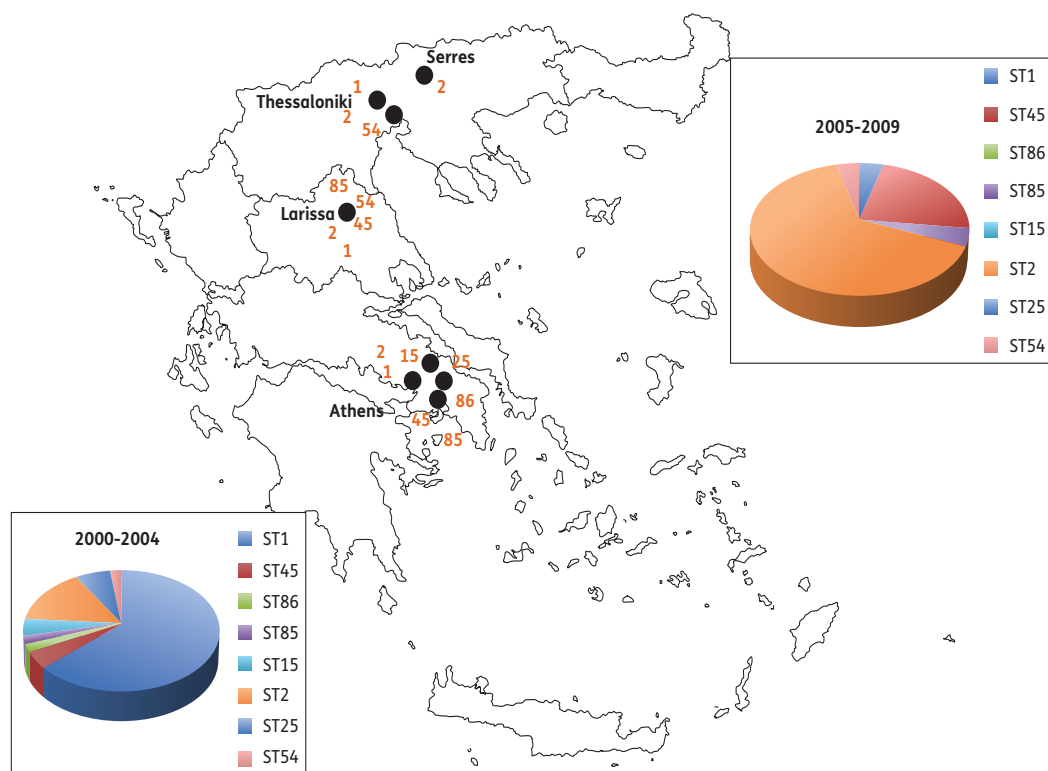 Serres
2
1
Thessaloniki
2
54
85
54
Larissa
45
2
1
2
15
25
1
86
Athens
45
85
2005-2009
ST1
ST45
ST86
ST85
ST15
ST2
ST25
ST54
2000-2004
ST1
ST45
ST86
ST85
ST15
ST2
ST25
ST54